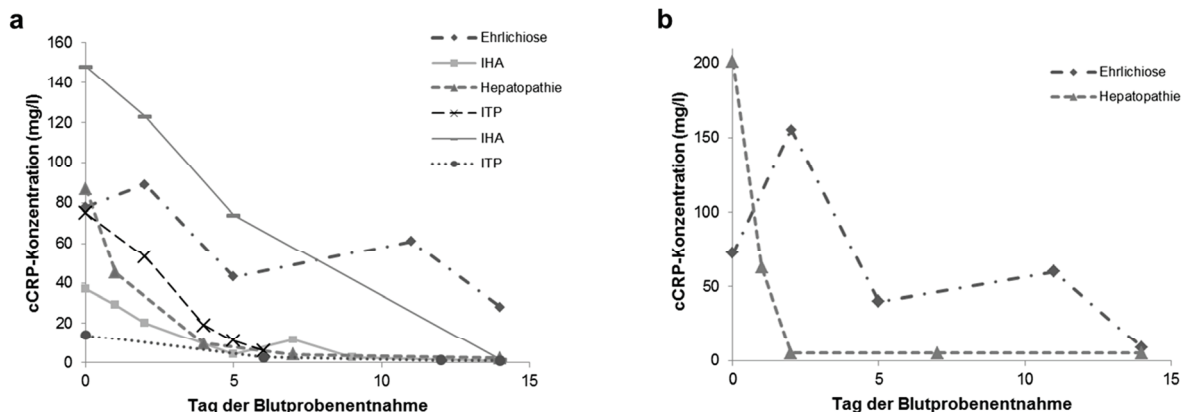 a
160
140
120
100
80
60
40
20
0
cCRP-Konzentration (mg/l)
0 5 10 15
Tag der Blutprobenentnahme
Ehrlichiose
IHA
Hepatopathie
ITP
IHA
ITP
b
200
150
100
50
0
cCRP-Konzentration (mg/l)
0 5 10 15
Tag der Blutprobenentnahme
Ehrlichiose
Hepatopathie